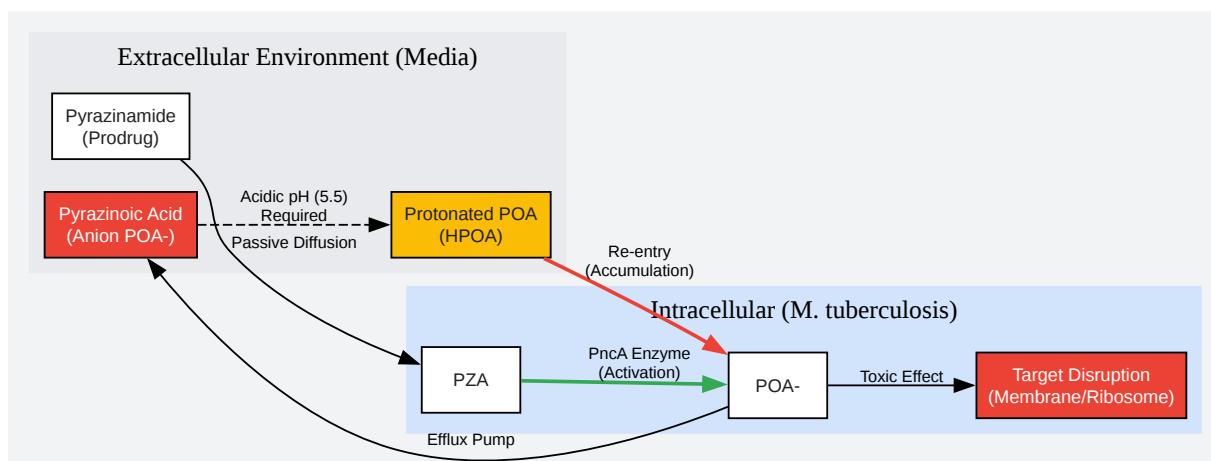 Extracellular Environment (Media)
Pyrazinamide
(Prodrug)
Pyrazinoic Acid
(Anion POA-)
Acidic pH (5.5)
Required
Passive Diffusion
Protonated POA
(HPOA)
Re-entry
(Accumulation)
Intracellular (M. tuberculosis)
PZA
PncA Enzyme
(Activation)
POA-
Toxic Effect
Target Disruption
(Membrane/Ribosome)
Efflux Pump